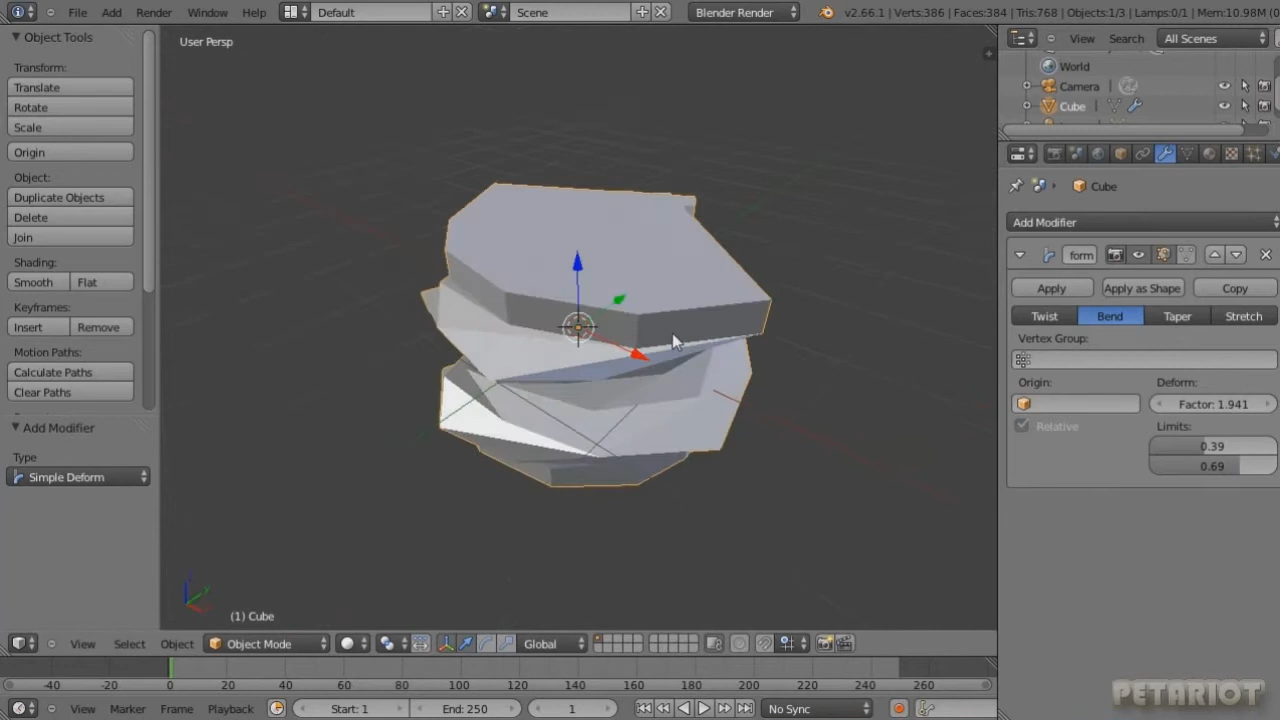 File Add Render Window Help Default Scene Blender Render v2.66.1 | Verts:386 | Faces:384 | Tris:768 | Objects:1/3 | Lamps:0/1 | Mem:10.98M (0
Object Tools
Transform:
Translate
Rotate
Scale
Origin
Object:
Duplicate Objects
Delete
Join
Shading:
Smooth Flat
Keyframes:
Insert Remove
Motion Paths:
Calculate Paths
Clear Paths
Add Modifier
Type
Simple Deform
User Persp
(1) Cube
View Search All Scenes
World
Camera
Cube
Cube
Add Modifier
form
Apply Apply as Shape Copy
Twist Bend Taper Stretch
Vertex Group:
Origin: Deform:
Factor: 1.941
Relative Limits:
0.39
0.69
View Select Object Object Mode Global
-40 -20 0 20 40 60 80 100 120 140 160 180 200 220 240 260
View Marker Frame Playback Start: 1 End: 250 1 No Sync
PETARIOT